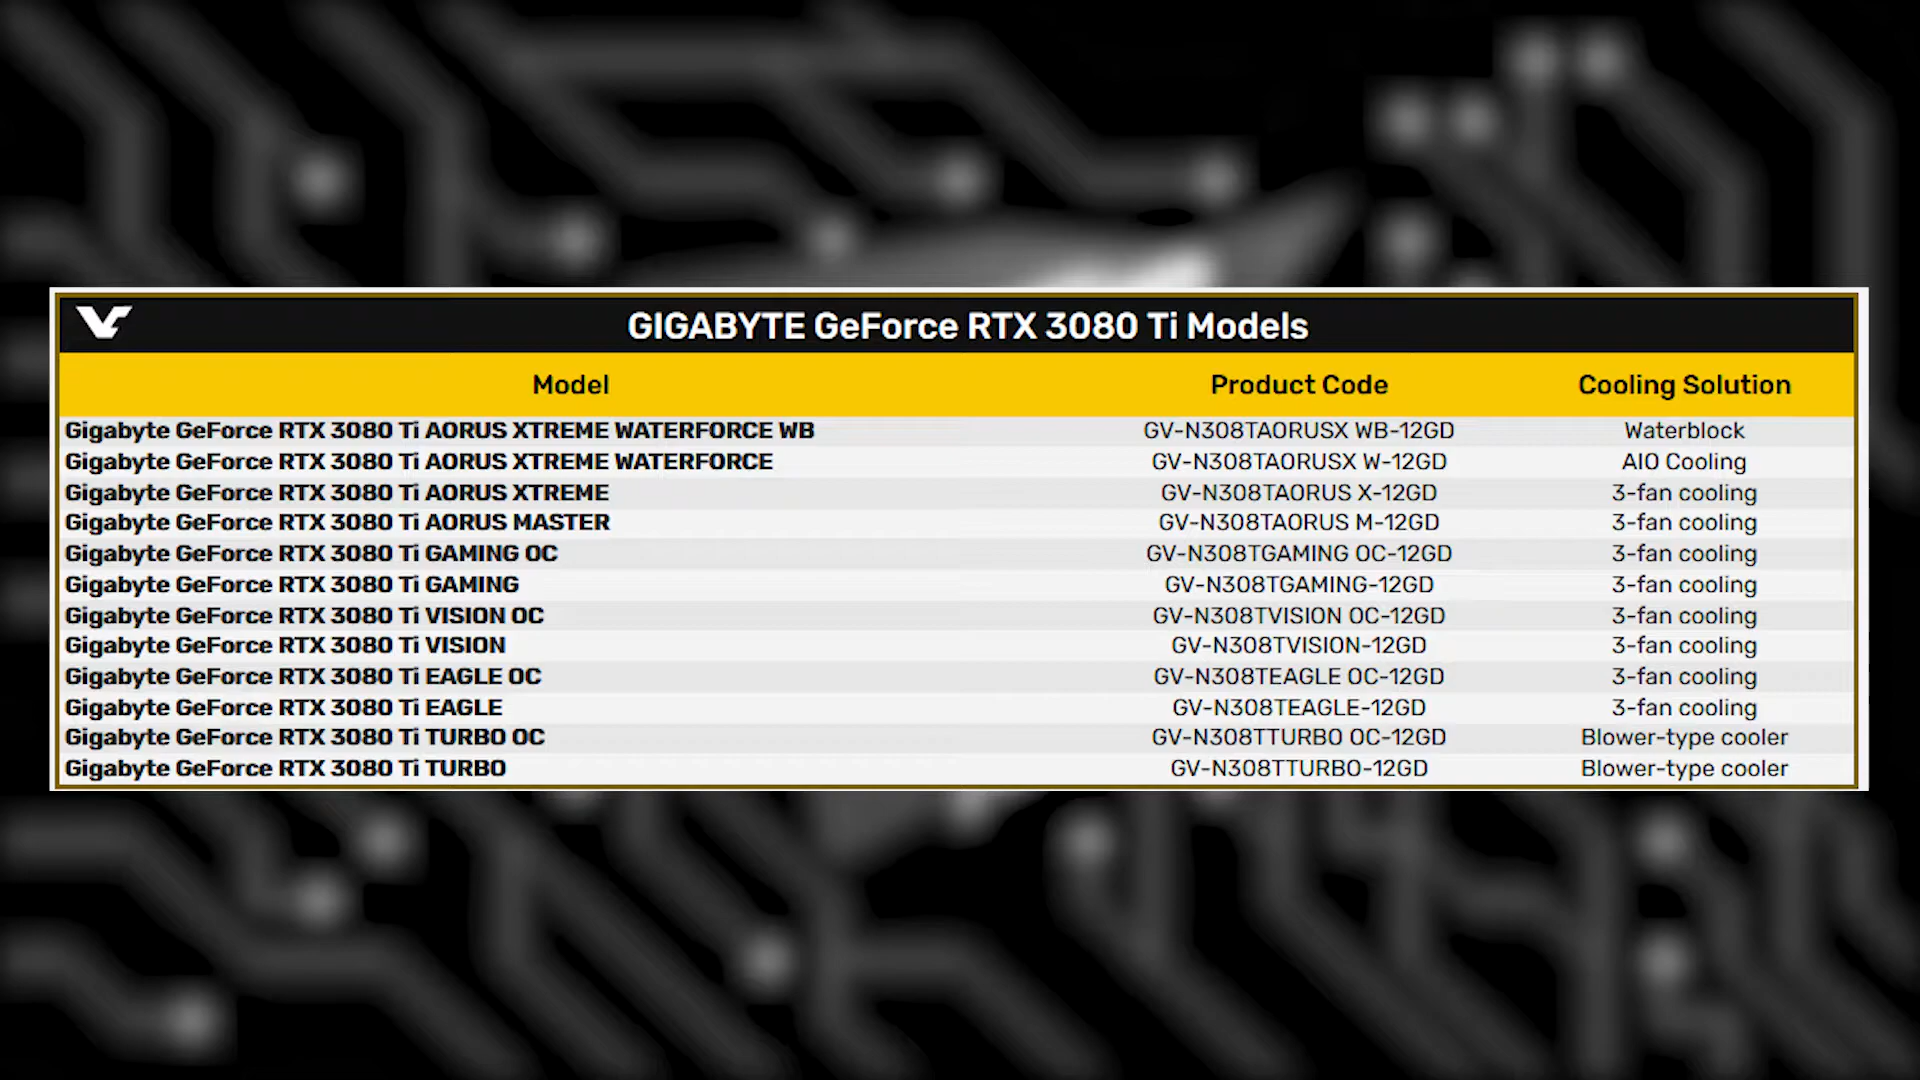 GIGABYTE GeForce RTX 3080 Ti Models
Model Product Code Cooling Solution
Gigabyte GeForce RTX 3080 Ti AORUS XTREME WATERFORCE WB GV-N308TAORUSX WB-12GD Waterblock
Gigabyte GeForce RTX 3080 Ti AORUS XTREME WATERFORCE GV-N308TAORUSX W-12GD AIO Cooling
Gigabyte GeForce RTX 3080 Ti AORUS XTREME GV-N308TAORUS X-12GD 3-fan cooling
Gigabyte GeForce RTX 3080 Ti AORUS MASTER GV-N308TAORUS M-12GD 3-fan cooling
Gigabyte GeForce RTX 3080 Ti GAMING OC GV-N308TGAMING OC-12GD 3-fan cooling
Gigabyte GeForce RTX 3080 Ti GAMING GV-N308TGAMING-12GD 3-fan cooling
Gigabyte GeForce RTX 3080 Ti VISION OC GV-N308TVISION OC-12GD 3-fan cooling
Gigabyte GeForce RTX 3080 Ti VISION GV-N308TVISION-12GD 3-fan cooling
Gigabyte GeForce RTX 3080 Ti EAGLE OC GV-N308TEAGLE OC-12GD 3-fan cooling
Gigabyte GeForce RTX 3080 Ti EAGLE GV-N308TEAGLE-12GD 3-fan cooling
Gigabyte GeForce RTX 3080 Ti TURBO OC GV-N308TTURBO OC-12GD Blower-type cooler
Gigabyte GeForce RTX 3080 Ti TURBO GV-N308TTURBO-12GD Blower-type cooler